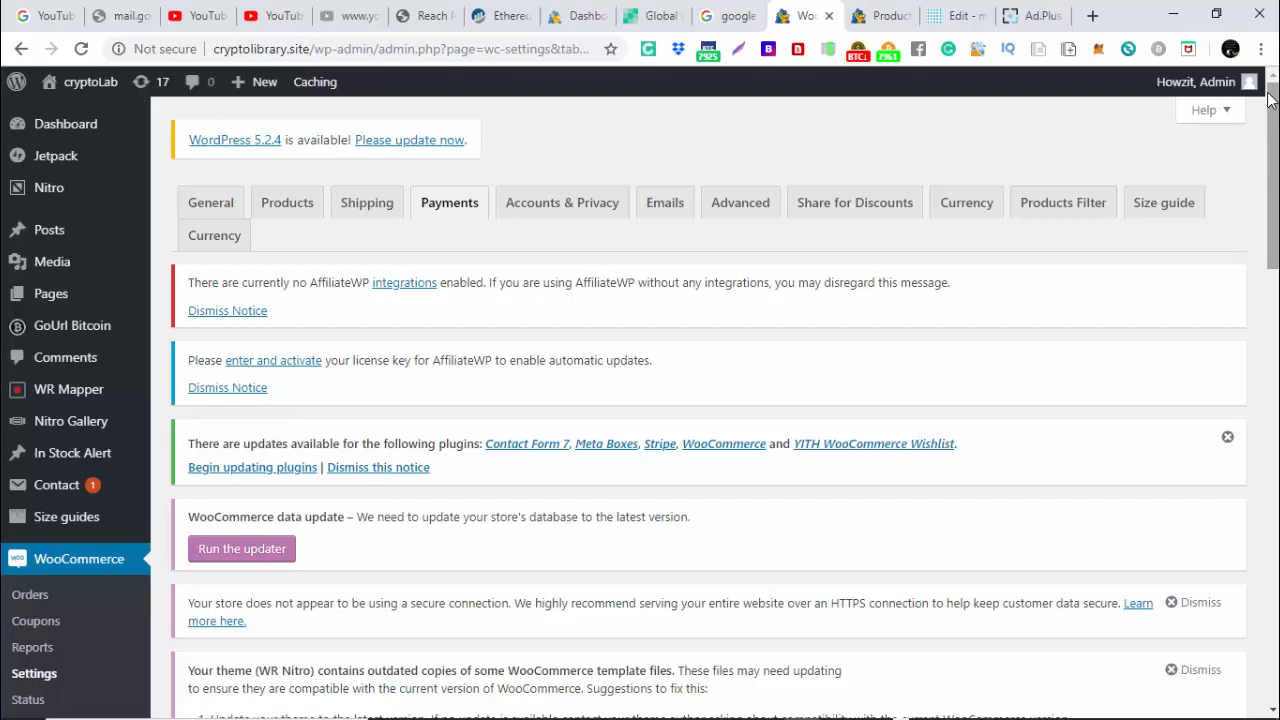 YouTu
mail.go
YouTu
YouTu
www.yo
Reach F
Ethereu
Dashbo
Global
google
Woo
Product
Edit - m
Ad.Plus
Not secure
cryptolibrary.site/wp-admin/admin.php?page=wc-settings&tab...
7925
BTC↓
7961
cryptoLab
17
0
New
Caching
Howzit, Admin
Help
Dashboard
Jetpack
Nitro
Posts
Media
Pages
GoUrl Bitcoin
Comments
WR Mapper
Nitro Gallery
In Stock Alert
Contact 1
Size guides
WooCommerce
Orders
Coupons
Reports
Settings
Status
WordPress 5.2.4 is available! Please update now.
General
Products
Shipping
Payments
Accounts & Privacy
Emails
Advanced
Share for Discounts
Currency
Products Filter
Size guide
Currency
There are currently no AffiliateWP integrations enabled. If you are using AffiliateWP without any integrations, you may disregard this message.
Dismiss Notice
Please enter and activate your license key for AffiliateWP to enable automatic updates.
Dismiss Notice
There are updates available for the following plugins: Contact Form 7, Meta Boxes, Stripe, WooCommerce and YITH WooCommerce Wishlist.
Begin updating plugins | Dismiss this notice
WooCommerce data update – We need to update your store's database to the latest version.
Run the updater
Your store does not appear to be using a secure connection. We highly recommend serving your entire website over an HTTPS connection to help keep customer data secure. Learn
more here.
Dismiss
Your theme (WR Nitro) contains outdated copies of some WooCommerce template files. These files may need updating
to ensure they are compatible with the current version of WooCommerce. Suggestions to fix this:
Dismiss